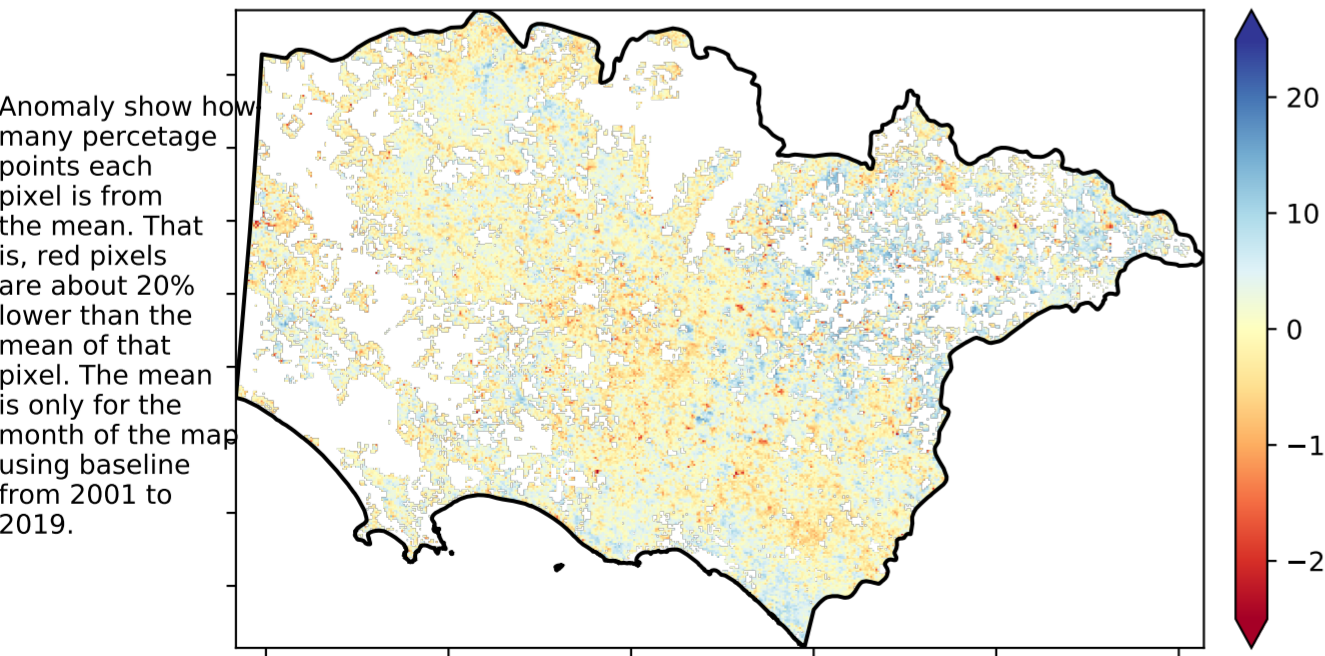 Anomaly show how
many percetage
points each
pixel is from
the mean. That
is, red pixels
are about 20%
lower than the
mean of that
pixel. The mean
is only for the
month of the map
using baseline
from 2001 to
2019.
20
10
0
−1
−2